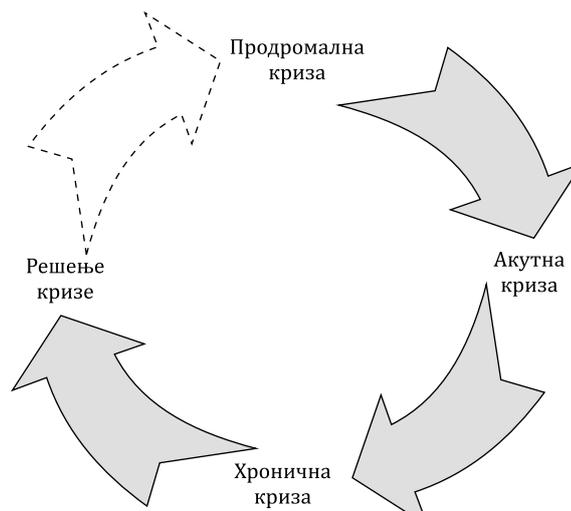 Продромална
криза
Акутна
криза
Хронична
криза
Решење
кризе